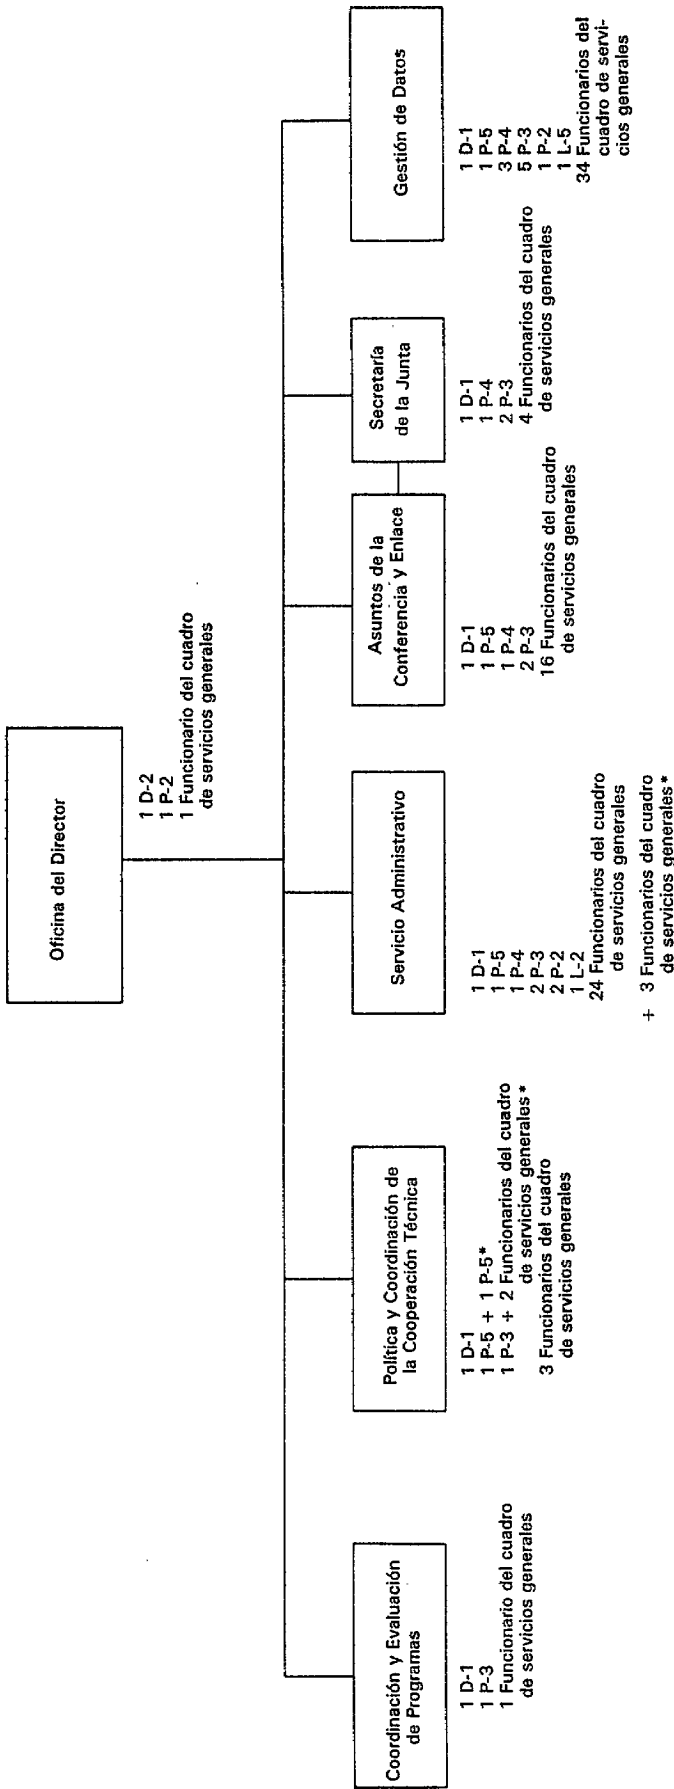 Oficina del Director
1 D-2
1 P-2
1 Funcionario del cuadro
de servicios generales
Coordinación y Evaluación
de Programas
1 D-1
1 P-3
1 Funcionario del cuadro
de servicios generales
Política y Coordinación de
la Cooperación Técnica
1 D-1
1 P-5 + 1 P-5*
1 P-3 + 2 Funcionarios del cuadro
de servicios generales*
3 Funcionarios del cuadro
de servicios generales
Servicio Administrativo
1 D-1
1 P-5
1 P-4
2 P-3
2 P-2
1 L-2
24 Funcionarios del cuadro
de servicios generales
+ 3 Funcionarios del cuadro
de servicios generales*
Asuntos de la
Conferencia y Enlace
1 D-1
1 P-5
1 P-4
2 P-3
16 Funcionarios del cuadro
de servicios generales
Secretaría
de la Junta
1 D-1
1 P-4
2 P-3
4 Funcionarios del cuadro
de servicios generales
Gestión de Datos
1 D-1
1 P-5
3 P-4
5 P-3
1 P-2
1 L-5
34 Funcionarios del
cuadro de servi-
cios generales